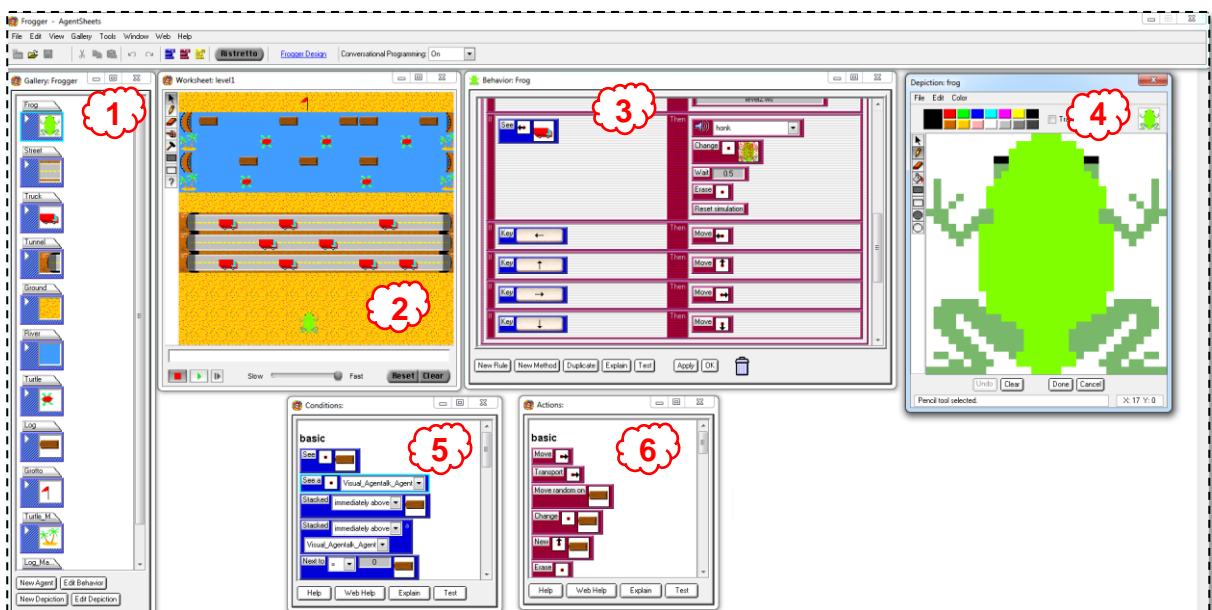 Frogger - AgentSheets
File Edit View Gallery Tools Window Web Help
Ristretto Frogger Design Conversational Programming: On
Gallery: Frogger
1
Frog
Street
Truck
Tunnel
Ground
River
Turtle
Log
Grotto
Turtle_M...
Log_Ma...
New Agent Edit Behavior
New Depiction Edit Depiction
Worksheet: level1
2
Slow Fast Reset Clear
Behavior: Frog
3
If See Then honk
Change
Wait 0.5
Erase
Reset simulation
If Key ← Then Move ←
If Key ↑ Then Move ↑
If Key → Then Move →
If Key ↓ Then Move ↓
New Rule New Method Duplicate Explain Test Apply OK
Depiction: frog
File Edit Color
4
Undo Clear Done Cancel
Pencil tool selected. X: 17 Y: 0
Conditions:
5
basic
See
See a Visual_Agentalk_Agent
Stacked immediately above
Stacked immediately above a
Visual_Agentalk_Agent
Next to = 0
Help Web Help Explain Test
Actions:
6
basic
Move →
Transport →
Move random on
Change
New ↑
Erase
Help Web Help Explain Test